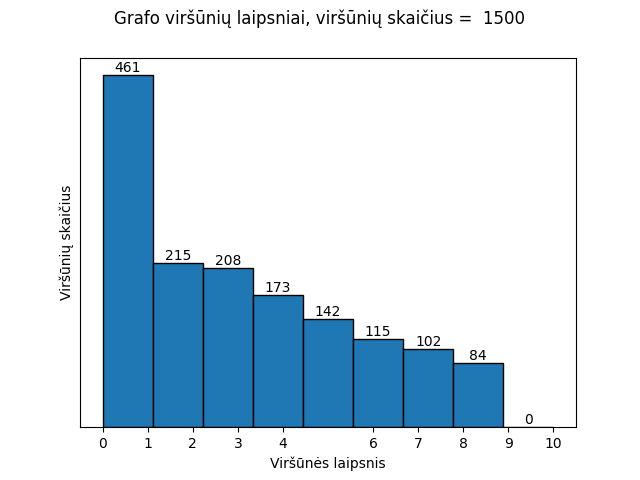 Grafo viršūnių laipsniai, viršūnių skaičius =  1500
461
215
208
173
142
115
102
84
0
Viršūnių skaičius
0 1 2 3 4 6 7 8 9 10
Viršūnės laipsnis